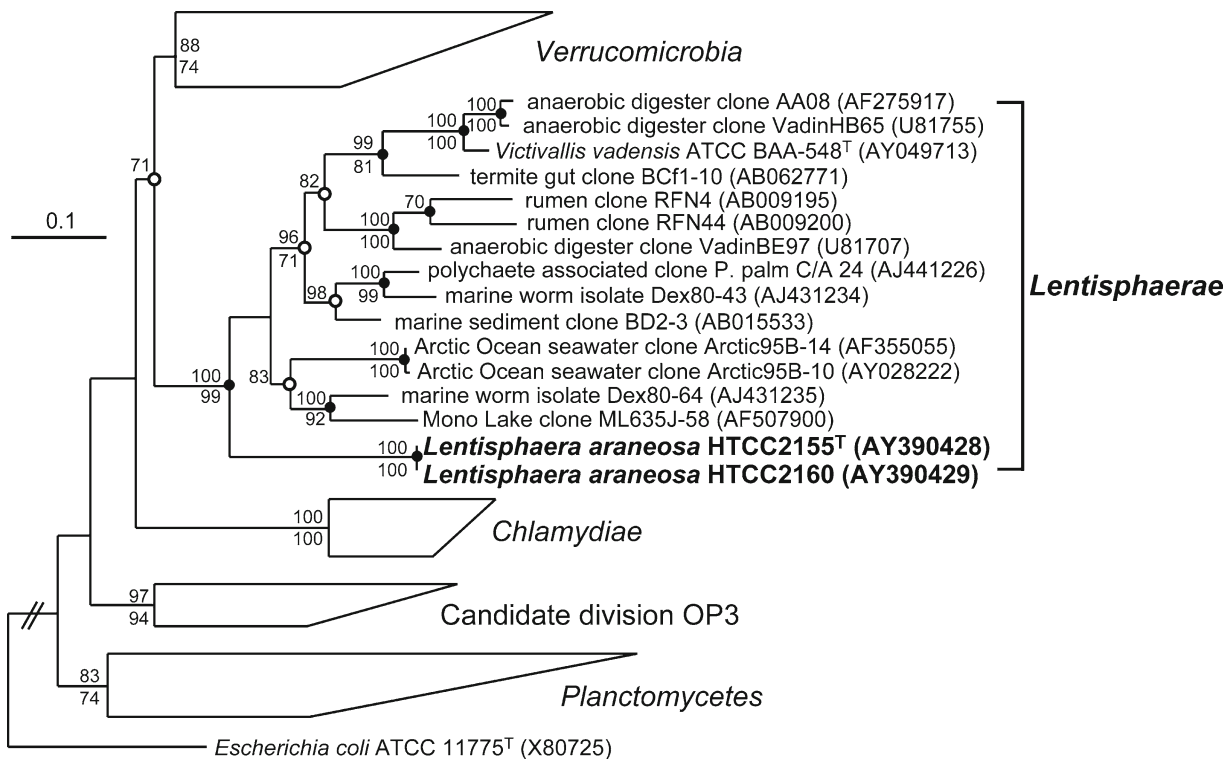 88
74
Verrucomicrobia
100 anaerobic digester clone AA08 (AF275917)
100
100 anaerobic digester clone VadinHB65 (U81755)
99
100 Victivallis vadensis ATCC BAA-548T (AY049713)
71
82
81
termite gut clone BCf1-10 (AB062771)
70 rumen clone RFN4 (AB009195)
0.1
100
rumen clone RFN44 (AB009200)
96
100
anaerobic digester clone VadinBE97 (U81707)
71
100 polychaete associated clone P. palm C/A 24 (AJ441226)
98
99 marine worm isolate Dex80-43 (AJ431234)
Lentisphaerae
marine sediment clone BD2-3 (AB015533)
100 Arctic Ocean seawater clone Arctic95B-14 (AF355055)
100
83
100 Arctic Ocean seawater clone Arctic95B-10 (AY028222)
99
100 marine worm isolate Dex80-64 (AJ431235)
92 Mono Lake clone ML635J-58 (AF507900)
100 Lentisphaera araneosa HTCC2155T (AY390428)
100 Lentisphaera araneosa HTCC2160 (AY390429)
100
100
Chlamydiae
97
94
Candidate division OP3
83
74
Planctomycetes
Escherichia coli ATCC 11775T (X80725)